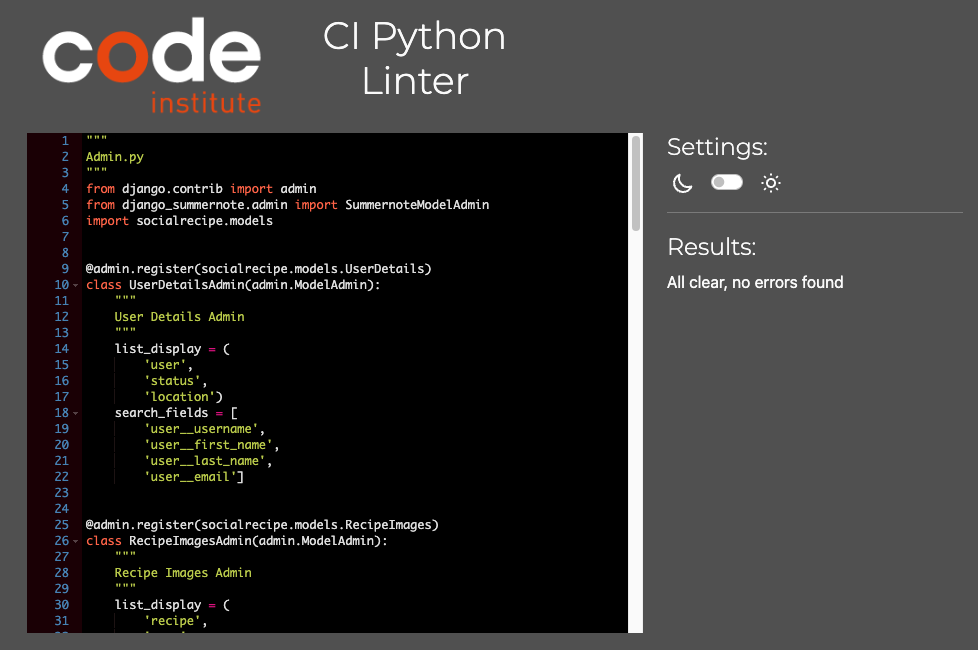 code
institute
CI Python
Linter
1 """
2 Admin.py
3 """
4 from django.contrib import admin
5 from django_summernote.admin import SummernoteModelAdmin
6 import socialrecipe.models
7
8
9 @admin.register(socialrecipe.models.UserDetails)
10 class UserDetailsAdmin(admin.ModelAdmin):
11     """
12     User Details Admin
13     """
14     list_display = (
15         'user',
16         'status',
17         'location')
18     search_fields = [
19         'user__username',
20         'user__first_name',
21         'user__last_name',
22         'user__email']
23
24
25 @admin.register(socialrecipe.models.RecipeImages)
26 class RecipeImagesAdmin(admin.ModelAdmin):
27     """
28     Recipe Images Admin
29     """
30     list_display = (
31         'recipe',
Settings:
Results:
All clear, no errors found